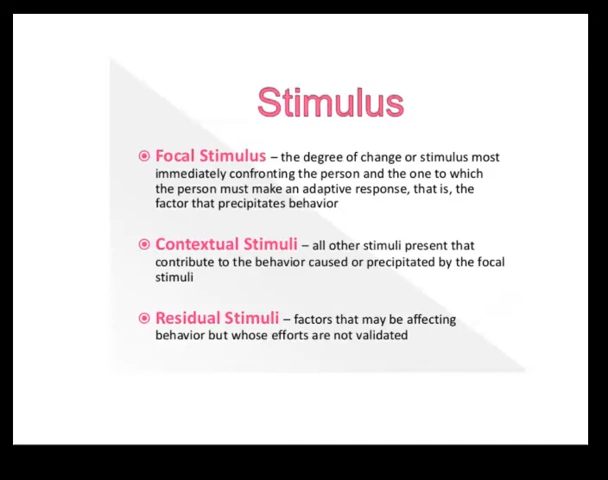 Stimulus
Focal Stimulus – the degree of change or stimulus most
immediately confronting the person and the one to which
the person must make an adaptive response, that is, the
factor that precipitates behavior
Contextual Stimuli – all other stimuli present that
contribute to the behavior caused or precipitated by the focal
stimuli
Residual Stimuli – factors that may be affecting
behavior but whose efforts are not validated